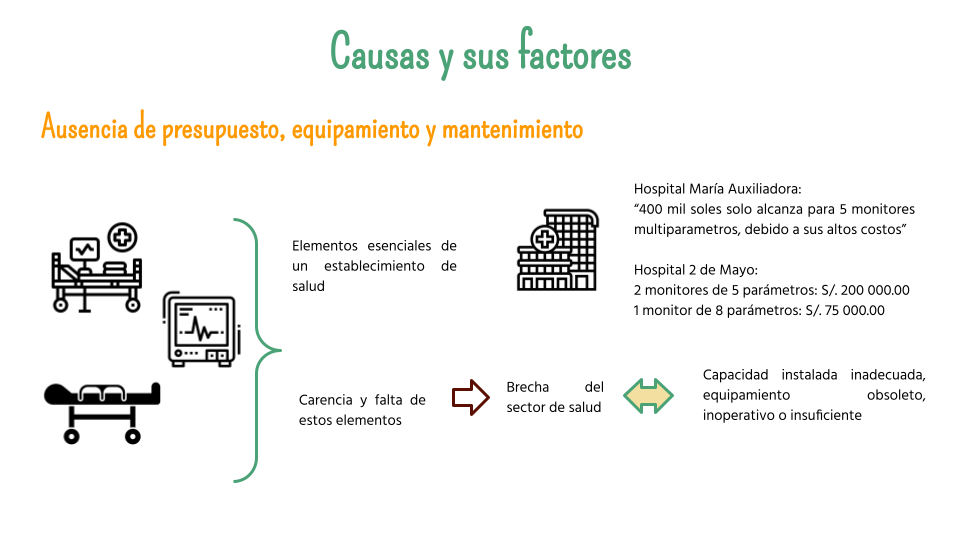 Causas y sus factores
Ausencia de presupuesto, equipamiento y mantenimiento
Elementos esenciales de
un establecimiento de
salud
Hospital María Auxiliadora:
“400 mil soles solo alcanza para 5 monitores
multiparametros, debido a sus altos costos”
Hospital 2 de Mayo:
2 monitores de 5 parámetros: S/. 200 000.00
1 monitor de 8 parámetros: S/. 75 000.00
Carencia y falta de
estos elementos
Brecha del
sector de salud
Capacidad instalada inadecuada,
equipamiento obsoleto,
inoperativo o insuficiente